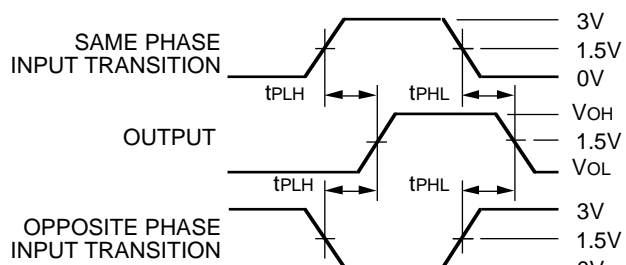 SAME PHASE
INPUT TRANSITION
3V
1.5V
0V
tPLH
tPHL
OUTPUT
VOH
1.5V
VOL
tPLH
tPHL
OPPOSITE PHASE
INPUT TRANSITION
3V
1.5V
0V